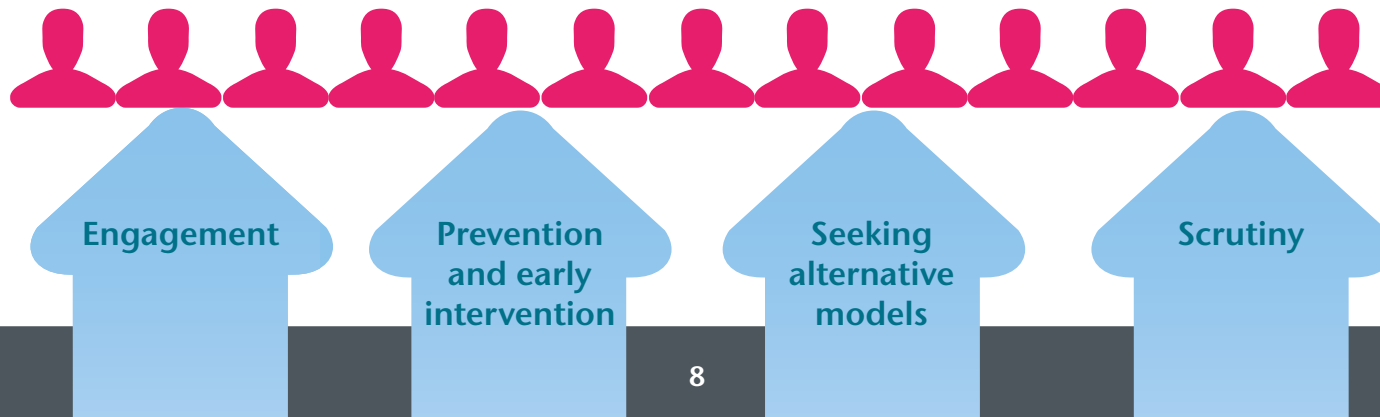 Engagement
Prevention
and early
intervention
Seeking
alternative
models
Scrutiny
8